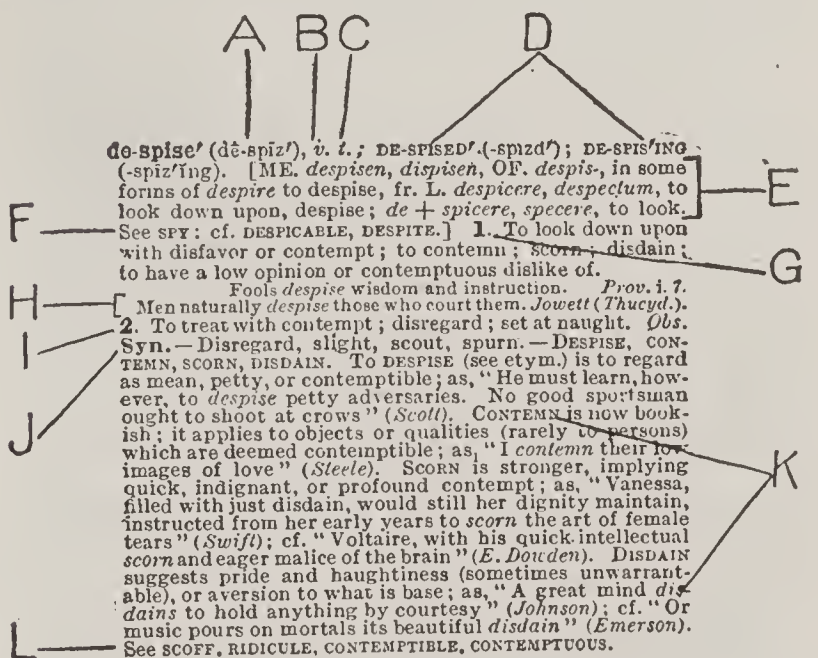 A B C D
de-spise′ (dê-spīz′), v. t.; DE-SPISED′ (-spīzd′); DE-SPIS′ING
(-spīz′ĭng). [ME. despisen, dispisen, OF. despis-, in some
forms of despire to despise, fr. L. despicere, despectum, to
E
look down upon, despise; de + spicere, specere, to look.
F
See SPY: cf. DESPICABLE, DESPITE.] 1. To look down upon
with disfavor or contempt; to contemn; scorn; disdain;
to have a low opinion or contemptuous dislike of.
G
Fools despise wisdom and instruction. Prov. i. 7.
H
Men naturally despise those who court them. Jowett (Thucyd.).
2. To treat with contempt; disregard; set at naught. Obs.
I
Syn. — Disregard, slight, scout, spurn. — DESPISE, CON-
TEMN, SCORN, DISDAIN. To DESPISE (see etym.) is to regard
as mean, petty, or contemptible; as, "He must learn, how-
ever, to despise petty adversaries. No good sportsman
ought to shoot at crows" (Scott). CONTEMN is now book-
J
ish; it applies to objects or qualities (rarely to persons)
which are deemed contemptible; as, "I contemn their low
K
images of love" (Steele). SCORN is stronger, implying
quick, indignant, or profound contempt; as, "Vanessa,
filled with just disdain, would still her dignity maintain,
instructed from her early years to scorn the art of female
tears" (Swift); cf. "Voltaire, with his quick intellectual
scorn and eager malice of the brain" (E. Dowden). DISDAIN
suggests pride and haughtiness (sometimes unwarrant-
able), or aversion to what is base; as, "A great mind dis-
dains to hold anything by courtesy" (Johnson); cf. "Or
music pours on mortals its beautiful disdain" (Emerson).
L
See SCOFF, RIDICULE, CONTEMPTIBLE, CONTEMPTUOUS.